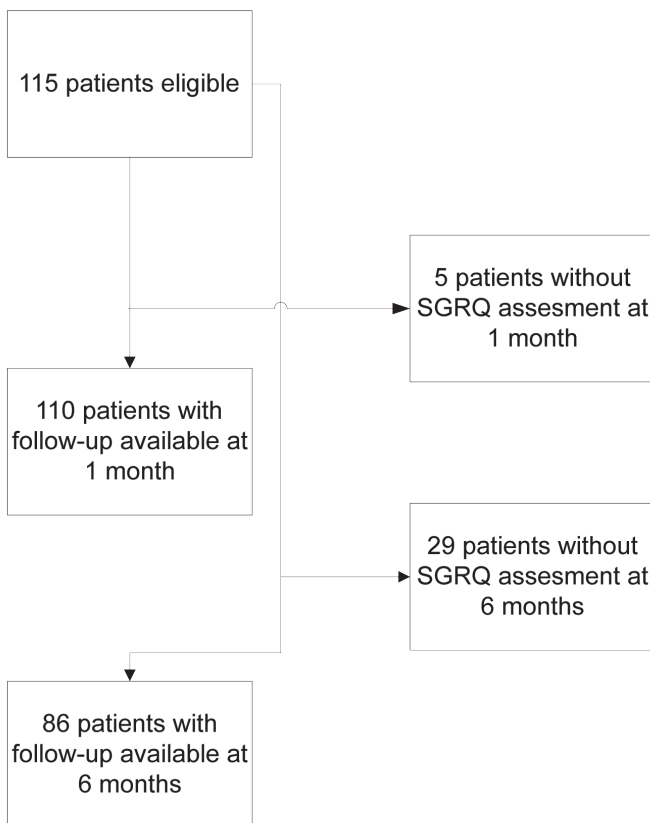 115 patients eligible
5 patients without
SGRQ assesment at
1 month
110 patients with
follow-up available at
1 month
29 patients without
SGRQ assesment at
6 months
86 patients with
follow-up available at
6 months